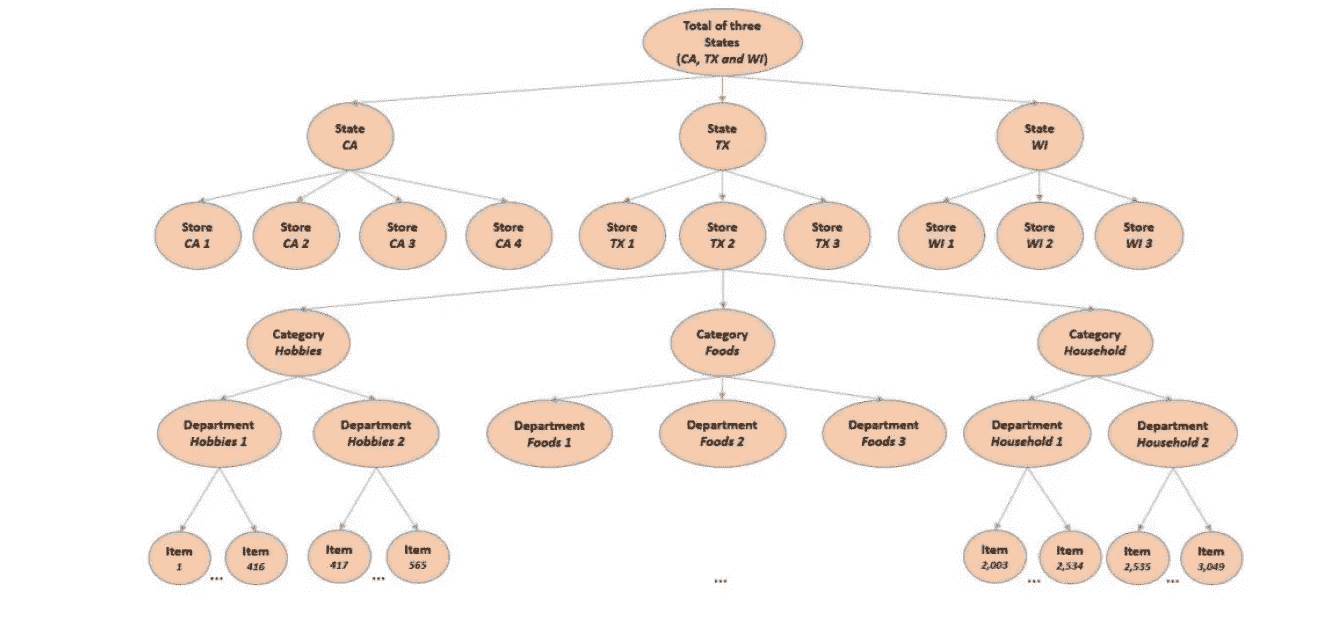 Total of three
States
(CA, TX and WI)
State
CA
State
TX
State
WI
Store
CA 1
Store
CA 2
Store
CA 3
Store
CA 4
Store
TX 1
Store
TX 2
Store
TX 3
Store
WI 1
Store
WI 2
Store
WI 3
Category
Hobbies
Category
Foods
Category
Household
Department
Hobbies 1
Department
Hobbies 2
Department
Foods 1
Department
Foods 2
Department
Foods 3
Department
Household 1
Department
Household 2
Item
1
...
Item
416
Item
417
...
Item
565
...
Item
2,003
...
Item
2,534
Item
2,535
...
Item
3,049